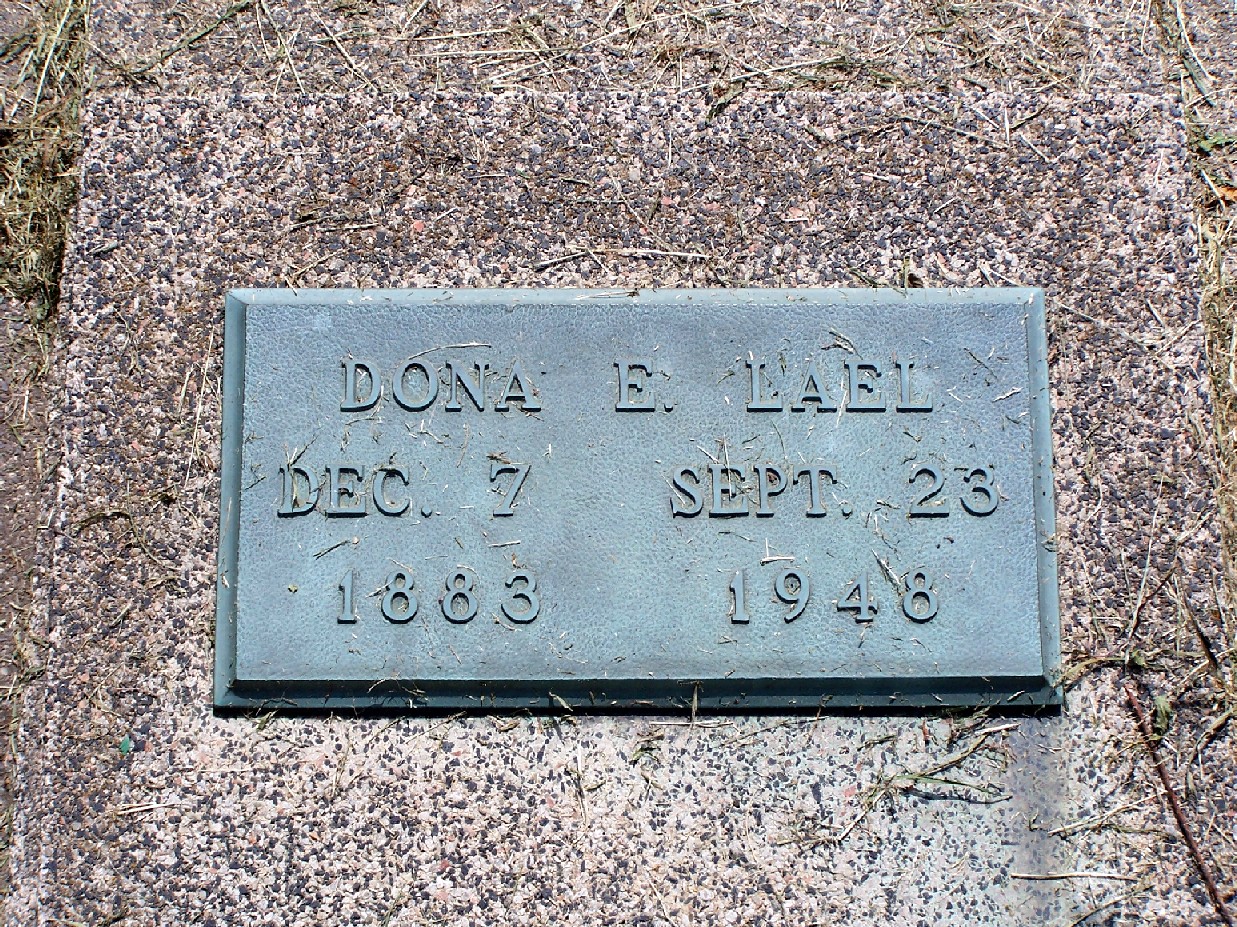 DONA E. LAEL
DEC. 7 SEPT. 23
1883 1948